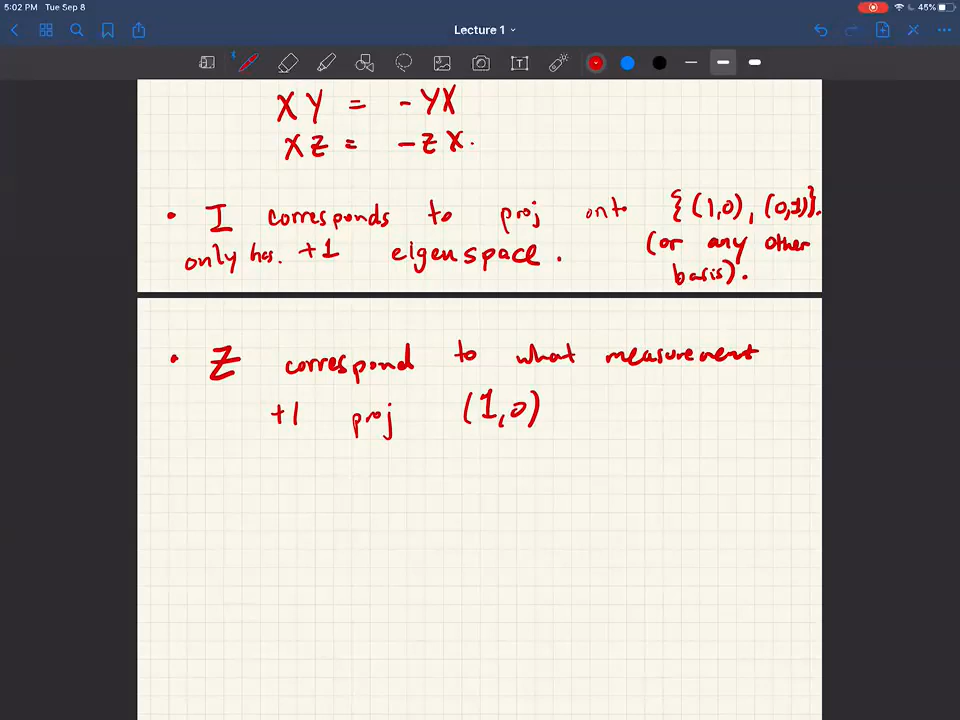 5:02 PM Tue Sep 8
45%
Lecture 1
XY = -YX
XZ = -ZX.
• I corresponds to proj onto {(1,0), (0,1)}.
only has +1 eigenspace. (or any other
basis).
• Z correspond to what measurement
+1 proj (1,0)